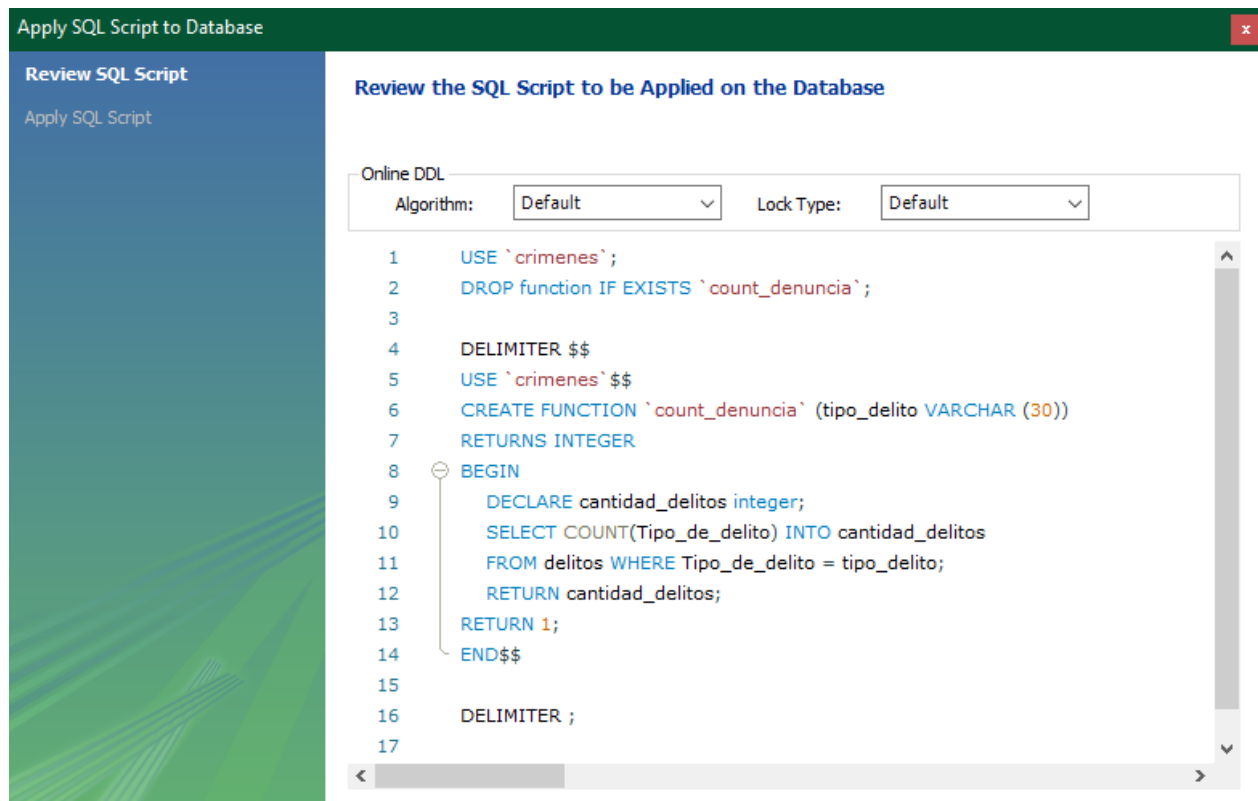 Apply SQL Script to Database
x
Review SQL Script
Apply SQL Script
Review the SQL Script to be Applied on the Database
Online DDL
Algorithm: Default Lock Type: Default
1 USE `crimenes`;
2 DROP function IF EXISTS `count_denuncia`;
3
4 DELIMITER $$
5 USE `crimenes`$$
6 CREATE FUNCTION `count_denuncia` (tipo_delito VARCHAR (30))
7 RETURNS INTEGER
8 BEGIN
9 DECLARE cantidad_delitos integer;
10 SELECT COUNT(Tipo_de_delito) INTO cantidad_delitos
11 FROM delitos WHERE Tipo_de_delito = tipo_delito;
12 RETURN cantidad_delitos;
13 RETURN 1;
14 END$$
15
16 DELIMITER ;
17